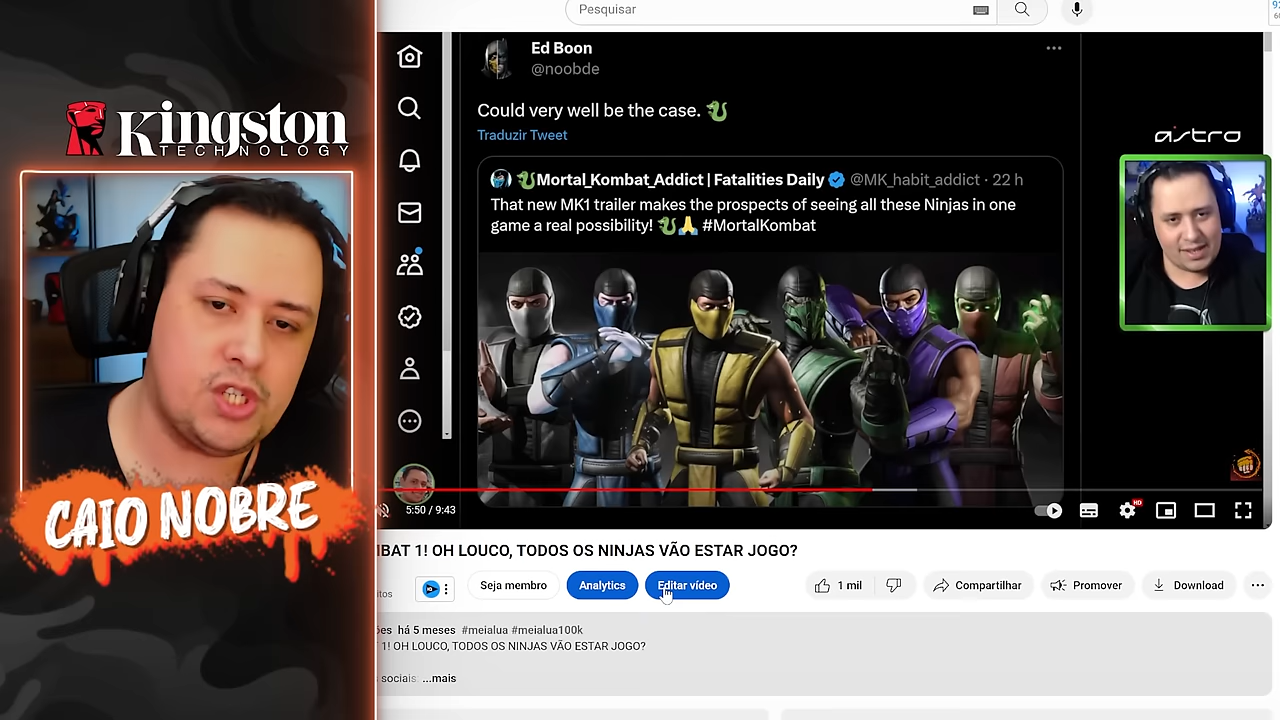 Pesquisar
Kingston
TECHNOLOGY
CAIO NOBRE
Ed Boon
@noobde
Could very well be the case.
Traduzir Tweet
Mortal_Kombat_Addict | Fatalities Daily @MK_habit_addict · 22 h
That new MK1 trailer makes the prospects of seeing all these Ninjas in one
game a real possibility! #MortalKombat
astro
5:50 / 9:43
HD
BAT 1! OH LOUCO, TODOS OS NINJAS VÃO ESTAR JOGO?
itos
Seja membro
Analytics
Editar vídeo
1 mil
Compartilhar
Promover
Download
ões há 5 meses #meialua #meialua100k
1! OH LOUCO, TODOS OS NINJAS VÃO ESTAR JOGO?
sociais. ...mais